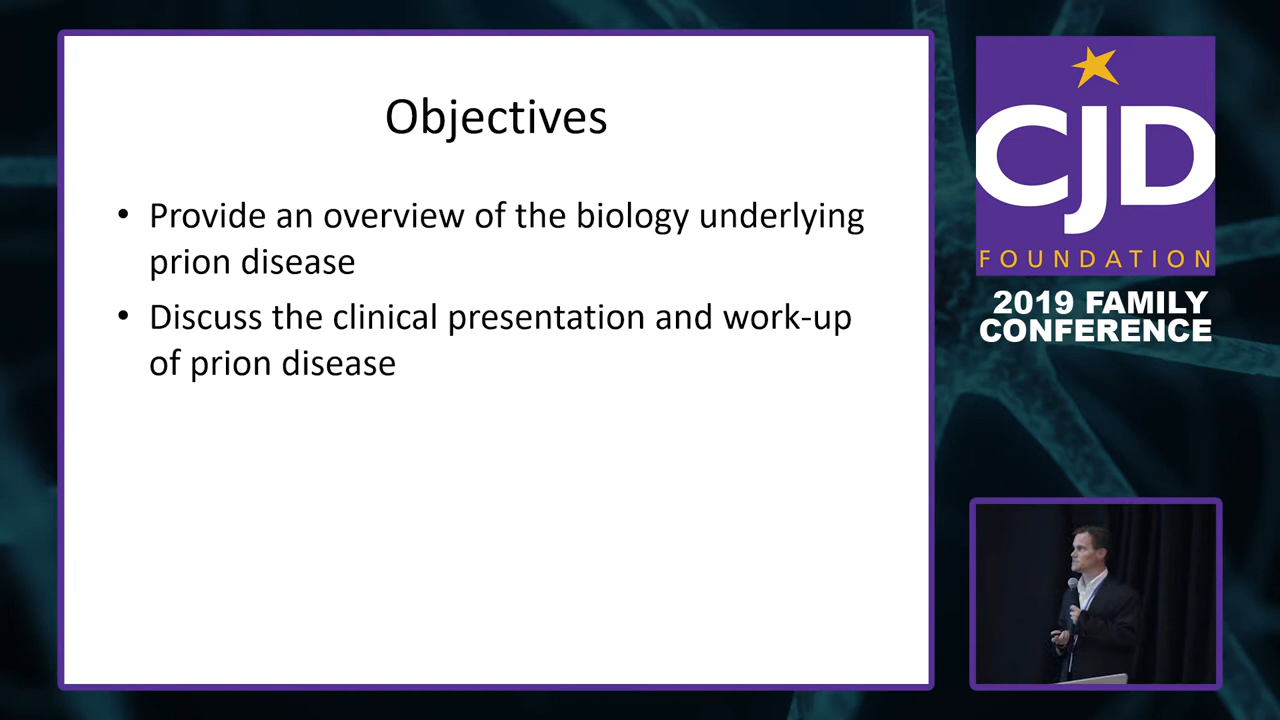 Objectives
• Provide an overview of the biology underlying
prion disease
• Discuss the clinical presentation and work-up
of prion disease
CJD
FOUNDATION
2019 FAMILY
CONFERENCE